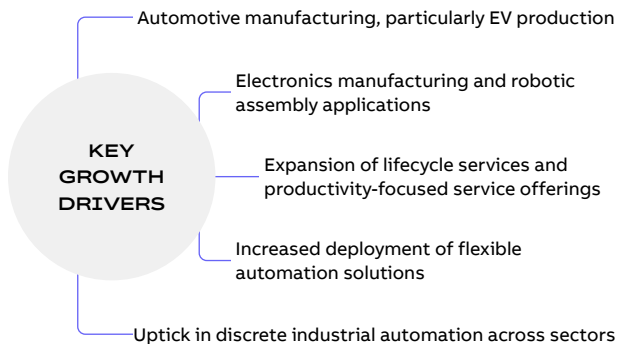 KEY
GROWTH
DRIVERS
Automotive manufacturing, particularly EV production
Electronics manufacturing and robotic
assembly applications
Expansion of lifecycle services and
productivity-focused service offerings
Increased deployment of flexible
automation solutions
Uptick in discrete industrial automation across sectors